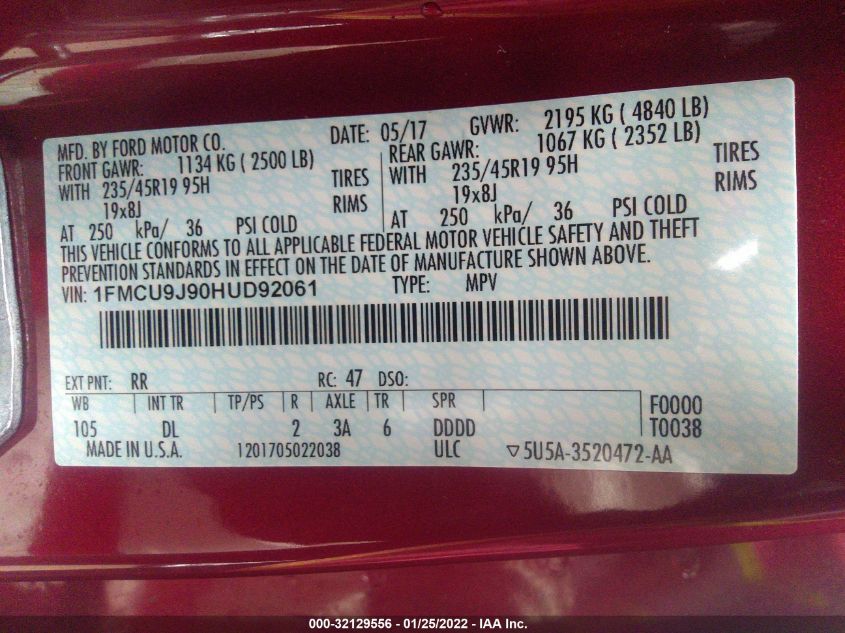 MFD. BY FORD MOTOR CO. DATE: 05/17 GVWR: 2195 KG ( 4840 LB)
FRONT GAWR: 1134 KG ( 2500 LB) REAR GAWR: 1067 KG ( 2352 LB)
WITH 235/45R19 95H TIRES WITH 235/45R19 95H TIRES
19x8J RIMS 19x8J RIMS
AT 250 kPa/ 36 PSI COLD AT 250 kPa/ 36 PSI COLD
THIS VEHICLE CONFORMS TO ALL APPLICABLE FEDERAL MOTOR VEHICLE SAFETY AND THEFT
PREVENTION STANDARDS IN EFFECT ON THE DATE OF MANUFACTURE SHOWN ABOVE.
VIN: 1FMCU9J90HUD92061 TYPE: MPV
EXT PNT: RR RC: 47 DSO:
WB INT TR TP/PS R AXLE TR SPR F0000
105 DL 2 3A 6 DDDD T0038
MADE IN U.S.A. 1201705022038 ULC ▽5U5A-3520472-AA
000-32129556 - 01/25/2022 - IAA Inc.